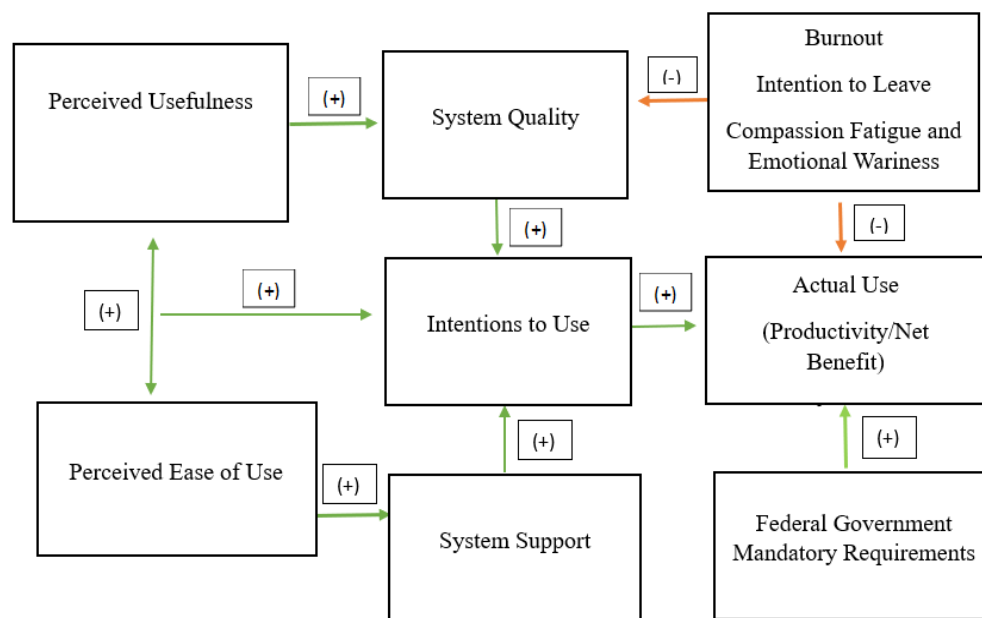 Perceived Usefulness
(+)
System Quality
(-)
Burnout
Intention to Leave
Compassion Fatigue and
Emotional Wariness
(+)
(-)
(+)
(+)
Intentions to Use
(+)
Actual Use
(Productivity/Net
Benefit)
Perceived Ease of Use
(+)
(+)
System Support
(+)
Federal Government
Mandatory Requirements